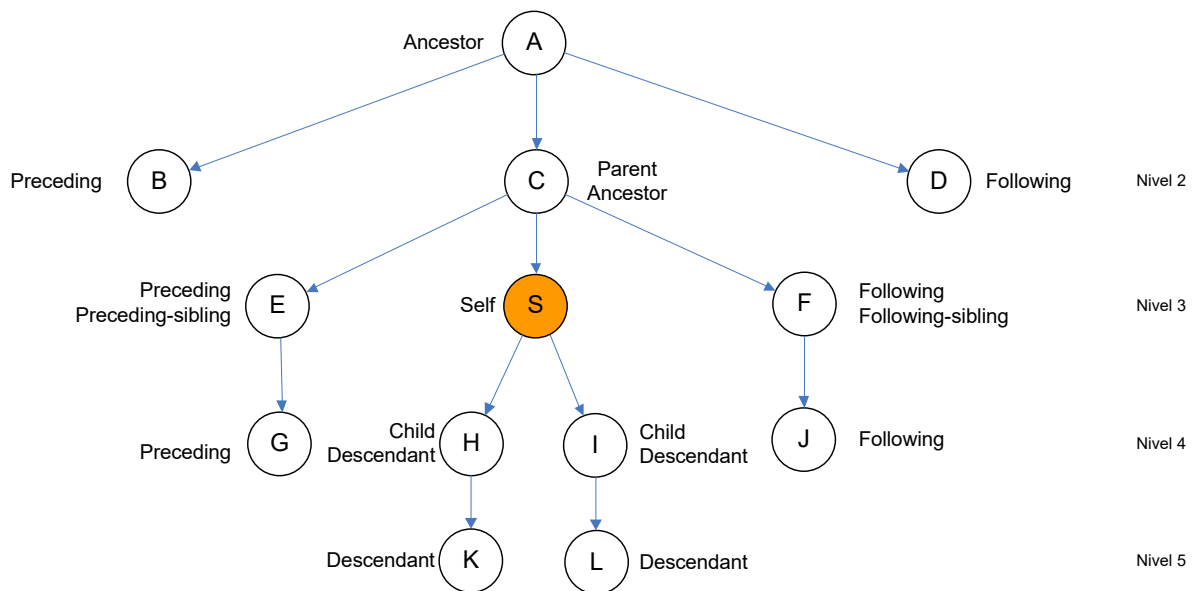 Ancestor
A
Preceding
B
C
Parent
Ancestor
D
Following
Nivel 2
Preceding
Preceding-sibling
E
Self
S
F
Following
Following-sibling
Nivel 3
Preceding
G
Child
Descendant
H
I
Child
Descendant
J
Following
Nivel 4
Descendant
K
L
Descendant
Nivel 5